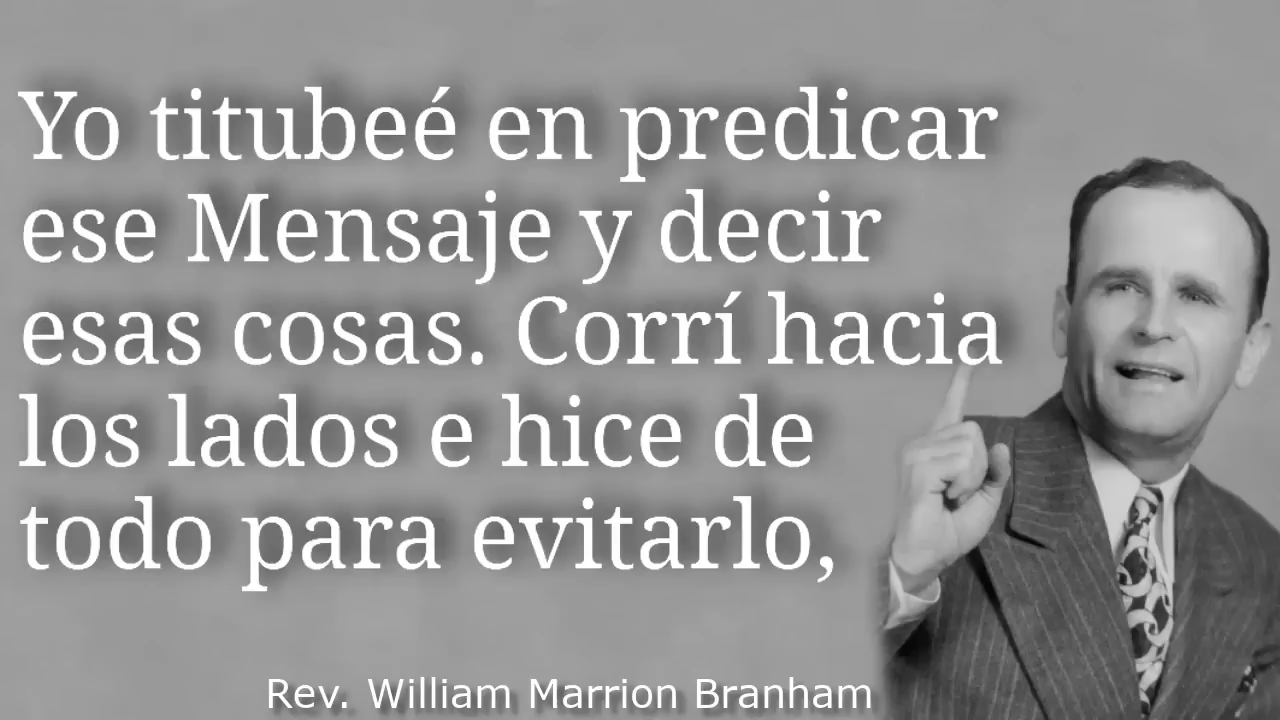 Yo titubeé en predicar
ese Mensaje y decir
esas cosas. Corrí hacia
los lados e hice de
todo para evitarlo,
Rev. William Marrion Branham